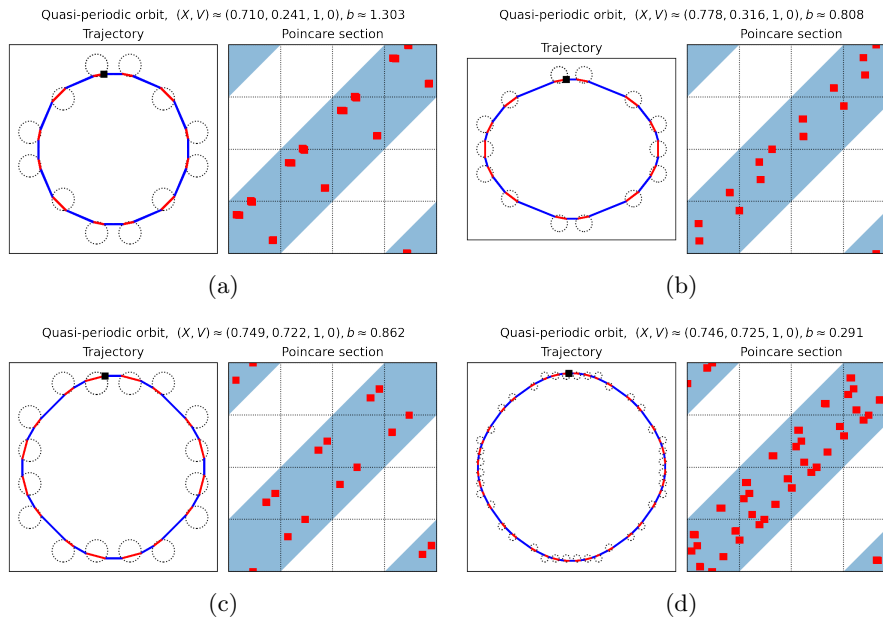 Quasi-periodic orbit, (X, V) ≈ (0.710, 0.241, 1, 0), b ≈ 1.303
Trajectory Poincare section
(a)
Quasi-periodic orbit, (X, V) ≈ (0.778, 0.316, 1, 0), b ≈ 0.808
Trajectory Poincare section
(b)
Quasi-periodic orbit, (X, V) ≈ (0.749, 0.722, 1, 0), b ≈ 0.862
Trajectory Poincare section
(c)
Quasi-periodic orbit, (X, V) ≈ (0.746, 0.725, 1, 0), b ≈ 0.291
Trajectory Poincare section
(d)